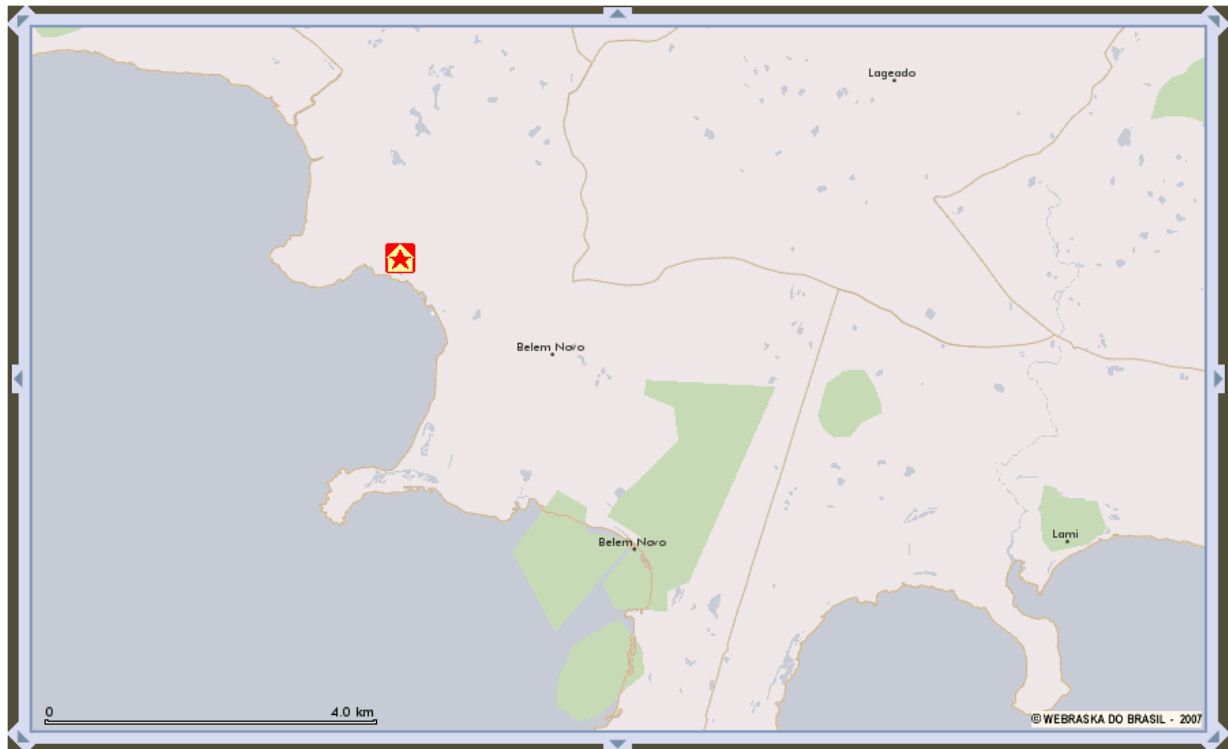 Lageado
Belem Novo
Belem Novo
Lami
0 4.0 km
© WEBRASKA DO BRASIL - 2007